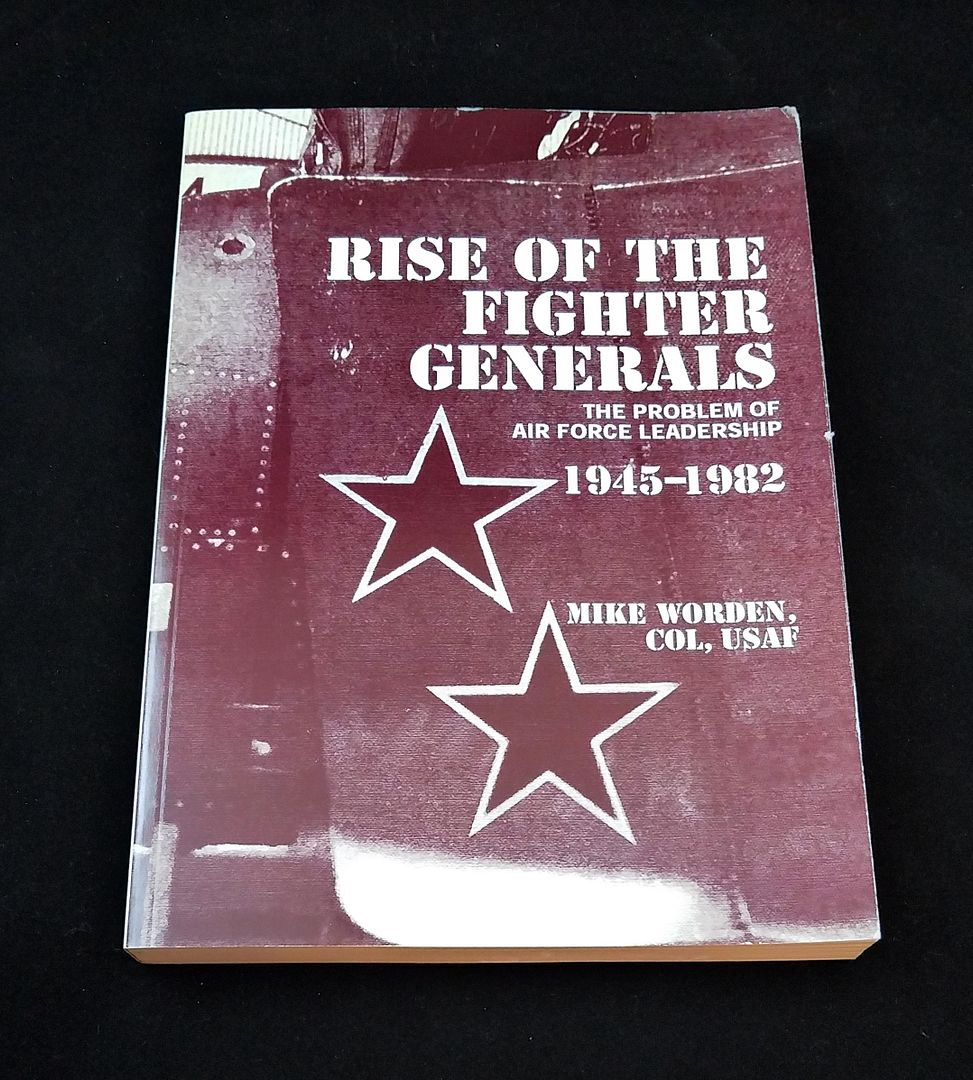 RISE OF THE
FIGHTER
GENERALS
THE PROBLEM OF
AIR FORCE LEADERSHIP
1945–1982
MIKE WORDEN,
COL, USAF